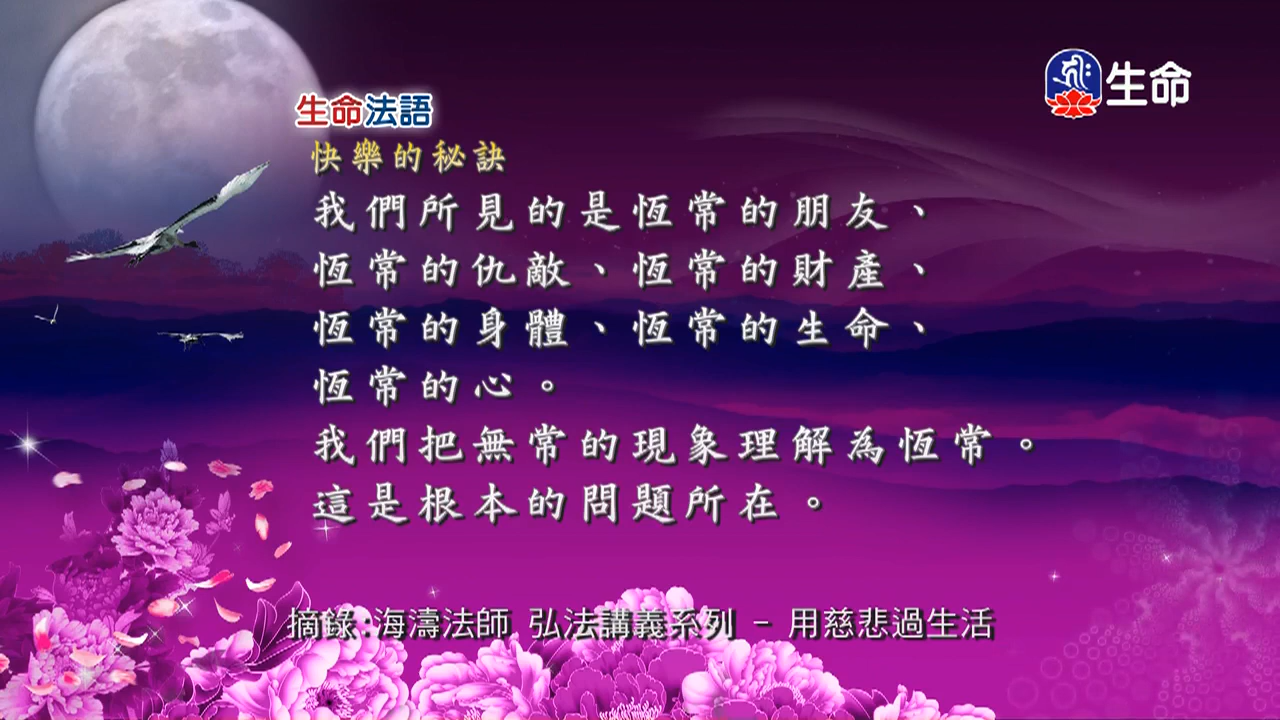 生命
生命法語
快樂的秘訣
我們所見的是恆常的朋友、
恆常的仇敵、恆常的財產、
恆常的身體、恆常的生命、
恆常的心。
我們把無常的現象理解為恆常。
這是根本的問題所在。
摘錄:海濤法師 弘法講義系列 - 用慈悲過生活